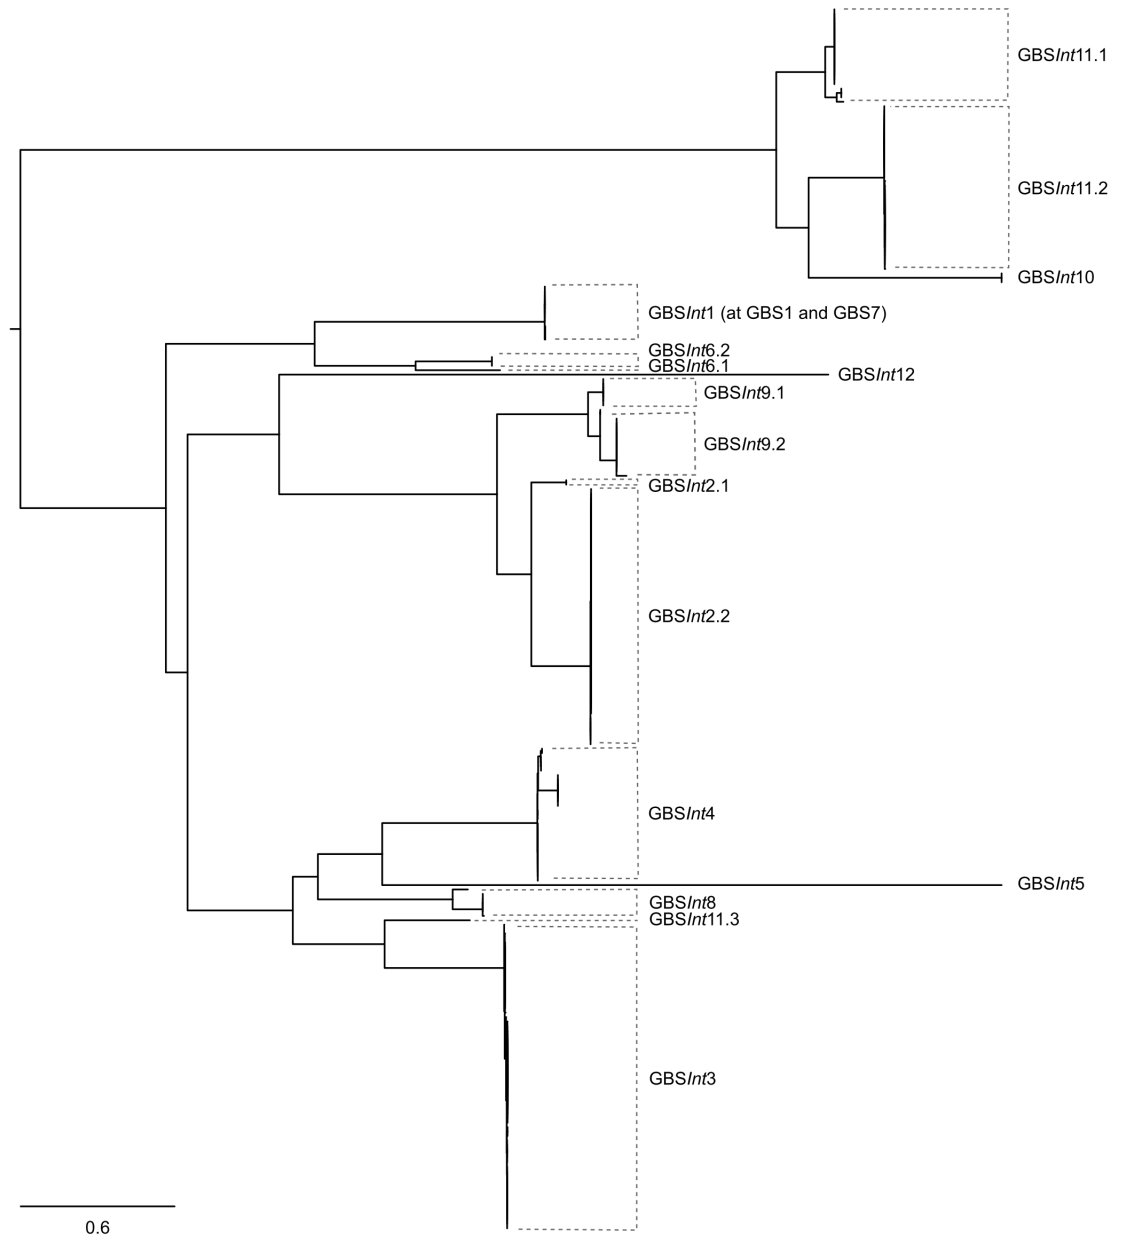 GBSInt11.1
GBSInt11.2
GBSInt10
GBSInt1 (at GBS1 and GBS7)
GBSInt6.2
GBSInt6.1
GBSInt12
GBSInt9.1
GBSInt9.2
GBSInt2.1
GBSInt2.2
GBSInt4
GBSInt5
GBSInt8
GBSInt11.3
GBSInt3
0.6